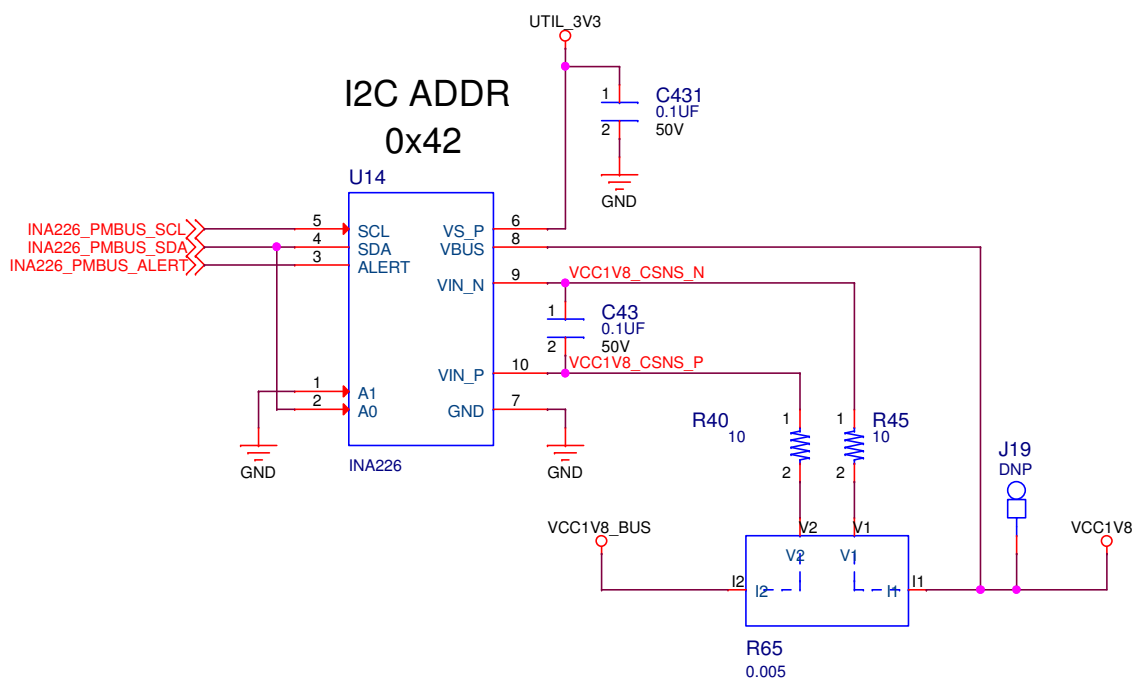 UTIL_3V3
I2C ADDR
0x42
1
2
C431
0.1UF
50V
GND
U14
INA226_PMBUS_SCL
INA226_PMBUS_SDA
INA226_PMBUS_ALERT
5
4
3
SCL
SDA
ALERT
VS_P
VBUS
6
8
VIN_N
9
VCC1V8_CSNS_N
1
2
C43
0.1UF
50V
VIN_P
10
VCC1V8_CSNS_P
1
2
A1
A0
GND
7
GND
INA226
GND
R40
10
1
2
1
2
R45
10
J19
DNP
VCC1V8_BUS
V2
V1
VCC1V8
V2
V1
I2
I2
I1
I1
R65
0.005